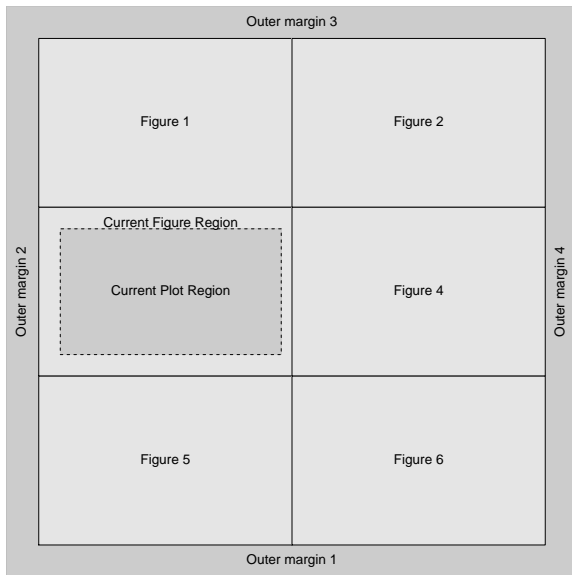 Outer margin 3
Figure 1
Figure 2
Outer margin 2
Current Figure Region
Current Plot Region
Figure 4
Outer margin 4
Figure 5
Figure 6
Outer margin 1